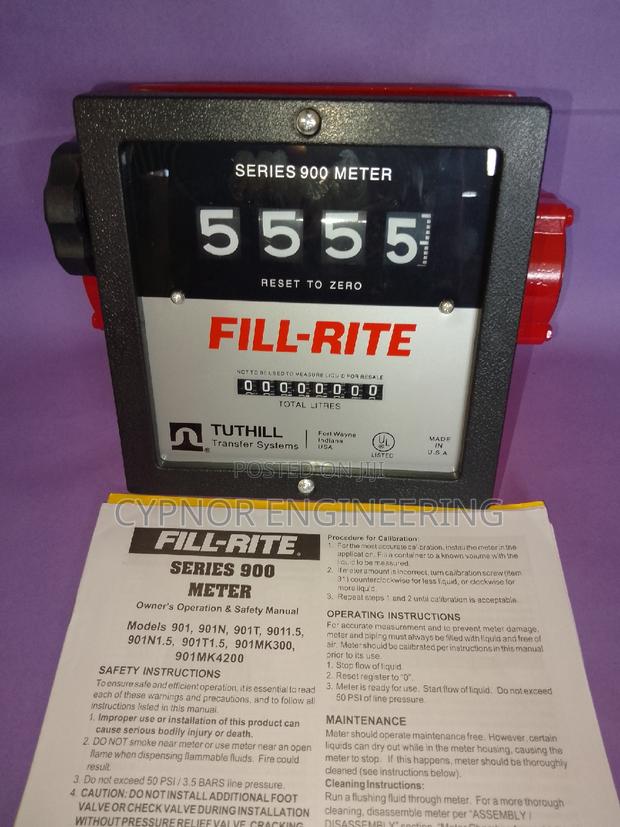 SERIES 900 METER
5 5 5 5
RESET TO ZERO
FILL-RITE
NOT TO BE USED TO MEASURE LIQUID FOR RESALE
0 0 0 0 0 0 0 0
TOTAL LITRES
TUTHILL
Transfer Systems
Fort Wayne
Indiana
USA
UL
LISTED
MADE
IN
U.S.A
POSTED ON JIJI
CYPNOR ENGINEERING
FILL-RITE®
SERIES 900
METER
Owner's Operation & Safety Manual
Models 901, 901N, 901T, 9011.5,
901N1.5, 901T1.5, 901MK300,
901MK4200
SAFETY INSTRUCTIONS
To ensure safe and efficient operation, it is essential to read
each of these warnings and precautions, and to follow all
instructions listed in this manual.
1. Improper use or installation of this product can
cause serious bodily injury or death.
2. DO NOT smoke near meter or use meter near an open
flame when dispensing flammable fluids. Fire could
result.
3. Do not exceed 50 PSI / 3.5 BARS line pressure.
4. CAUTION: DO NOT INSTALL ADDITIONAL FOOT
VALVE OR CHECK VALVE DURING INSTALLATION
WITHOUT PRESSURE RELIEF VALVE, CRACKING
Procedure for Calibration:
1. For the most accurate calibration, install the meter in the
application. Fill a container to a known volume with the
liquid to be measured.
2. If meter amount is incorrect, turn calibration screw (item
31) counterclockwise for less liquid, or clockwise for
more liquid.
3. Repeat steps 1 and 2 until calibration is acceptable.
OPERATING INSTRUCTIONS
For accurate measurement and to prevent meter damage,
meter and piping must always be filled with liquid and free of
air. Meter should be calibrated per instructions in this manual
prior to its use.
1. Stop flow of liquid.
2. Reset register to "0".
3. Meter is ready for use. Start flow of liquid. Do not exceed
50 PSI of line pressure.
MAINTENANCE
Meter should operate maintenance free. However, certain
liquids can dry out while in the meter housing, causing the
meter to stop. If this happens, meter should be thoroughly
cleaned (see instructions below).
Cleaning Instructions:
Run a flushing fluid through meter. For a more thorough
cleaning, disassemble meter per "ASSEMBLY /